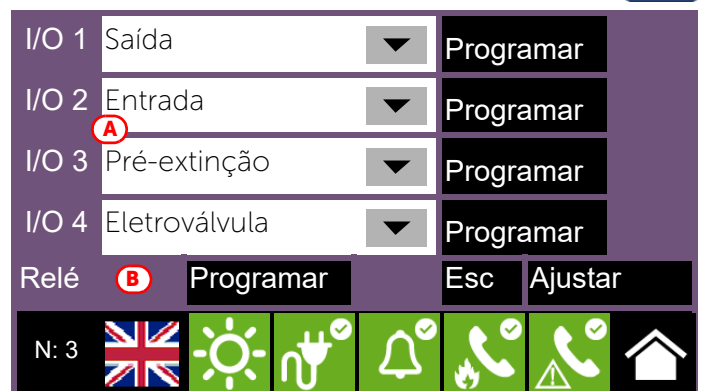 I/O 1 Saída Programar
I/O 2 Entrada Programar
A
I/O 3 Pré-extinção Programar
I/O 4 Eletroválvula Programar
Relé B Programar Esc Ajustar
N: 3